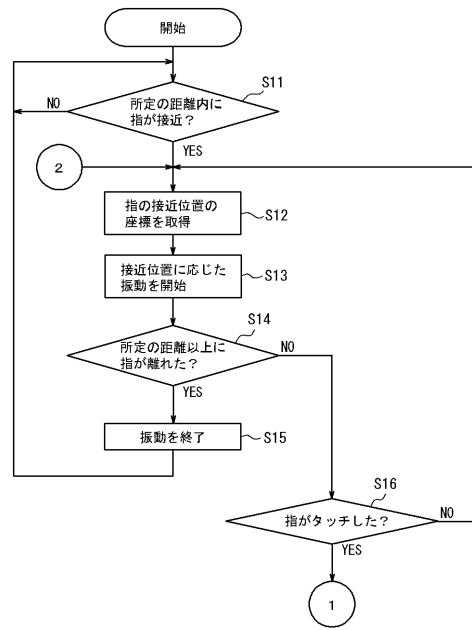 開始
所定の距離内に
指が接近？
S11
NO
YES
2
指の接近位置の
座標を取得
S12
接近位置に応じた
振動を開始
S13
所定の距離以上に
指が離れた？
S14
NO
YES
振動を終了
S15
指がタッチした？
S16
NO
YES
1